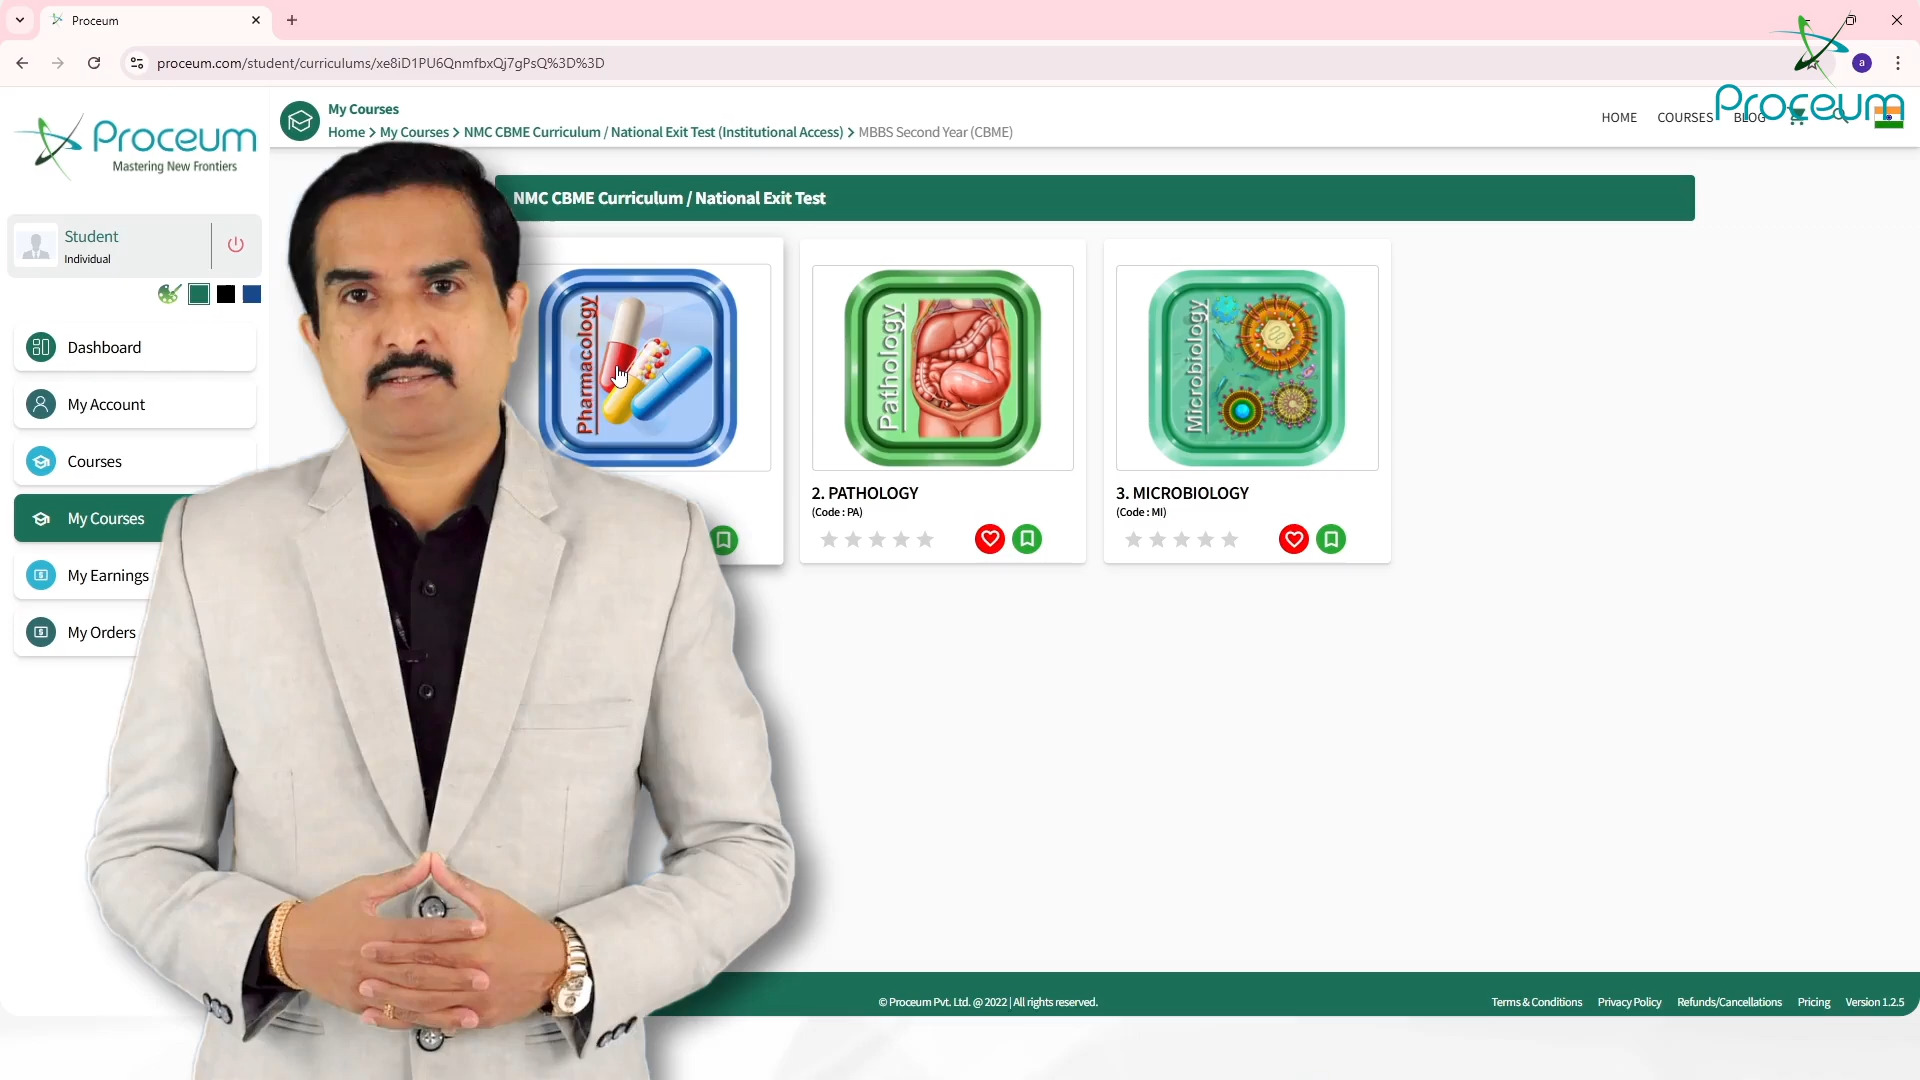 Proceum
proceum.com/student/curriculums/xe8iD1PU6QnmfbxQj7gPsQ%3D%3D
a
Proceum
Proceum
Mastering New Frontiers
My Courses
Home > My Courses > NMC CBME Curriculum / National Exit Test (Institutional Access) > MBBS Second Year (CBME)
HOME
COURSES
BLOG
Student
Individual
Dashboard
My Account
Courses
My Courses
My Earnings
My Orders
NMC CBME Curriculum / National Exit Test
Pharmacology
Pathology
Microbiology
2. PATHOLOGY
(Code : PA)
3. MICROBIOLOGY
(Code : MI)
© Proceum Pvt. Ltd. @ 2022 | All rights reserved.
Terms & Conditions
Privacy Policy
Refunds/Cancellations
Pricing
Version 1.2.5